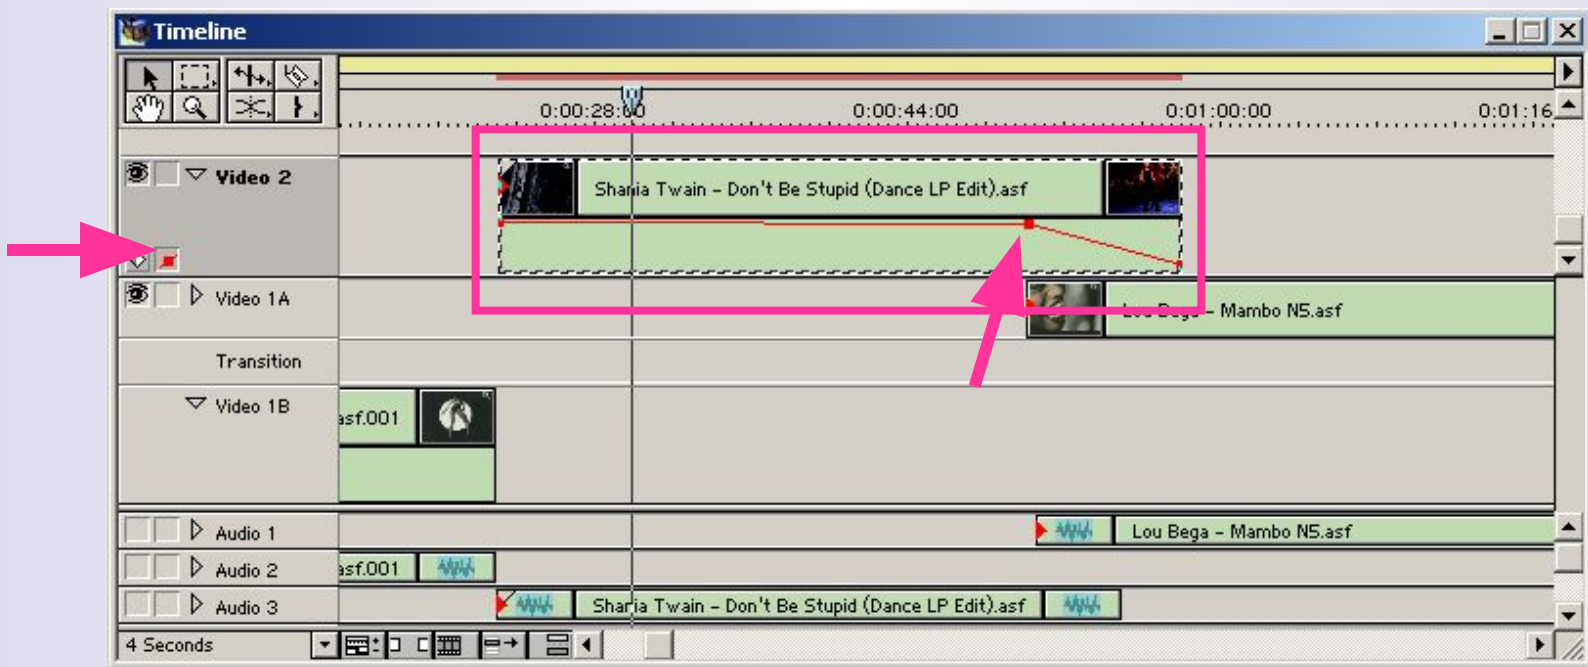 Timeline
0:00:28:00 0:00:44:00 0:01:00:00 0:01:16
Video 2
Shania Twain - Don't Be Stupid (Dance LP Edit).asf
Video 1A
Lou Bega - Mambo N5.asf
Transition
Video 1B
asf.001
Audio 1
Lou Bega - Mambo N5.asf
Audio 2
asf.001
Audio 3
Shania Twain - Don't Be Stupid (Dance LP Edit).asf
4 Seconds